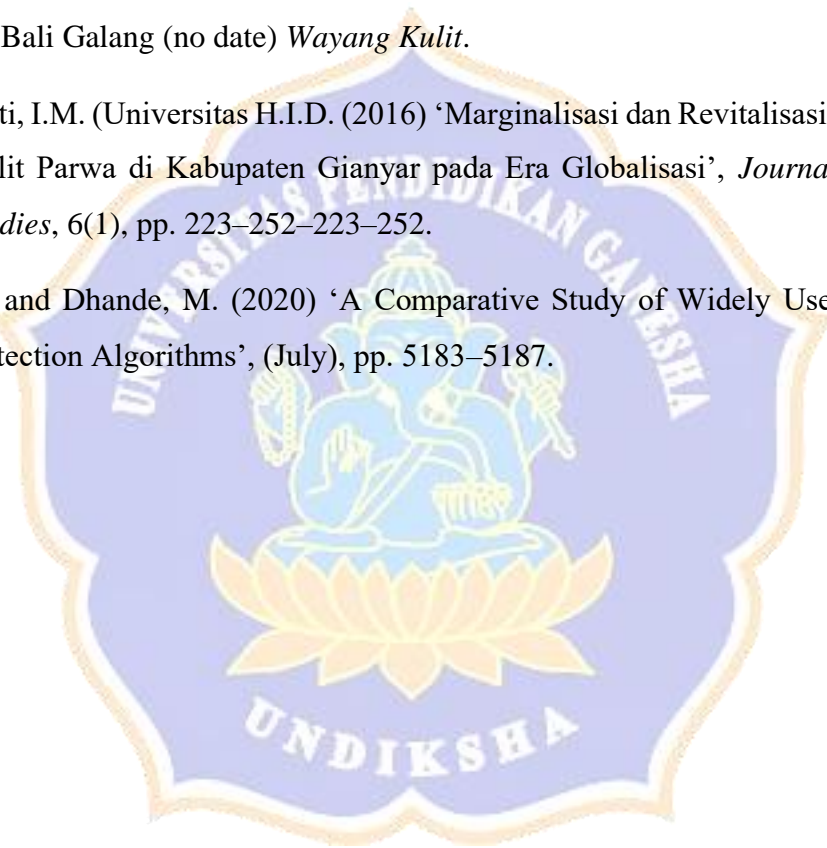 Bali Galang (no date) Wayang Kulit.
ti, I.M. (Universitas H.I.D. (2016) ‘Marginalisasi dan Revitalisasi
lit Parwa di Kabupaten Gianyar pada Era Globalisasi’, Journa
dies, 6(1), pp. 223–252–223–252.
and Dhande, M. (2020) ‘A Comparative Study of Widely Use
tection Algorithms’, (July), pp. 5183–5187.
UNIVERSITAS PENDIDIKAN GANESHA
UNDIKSHA